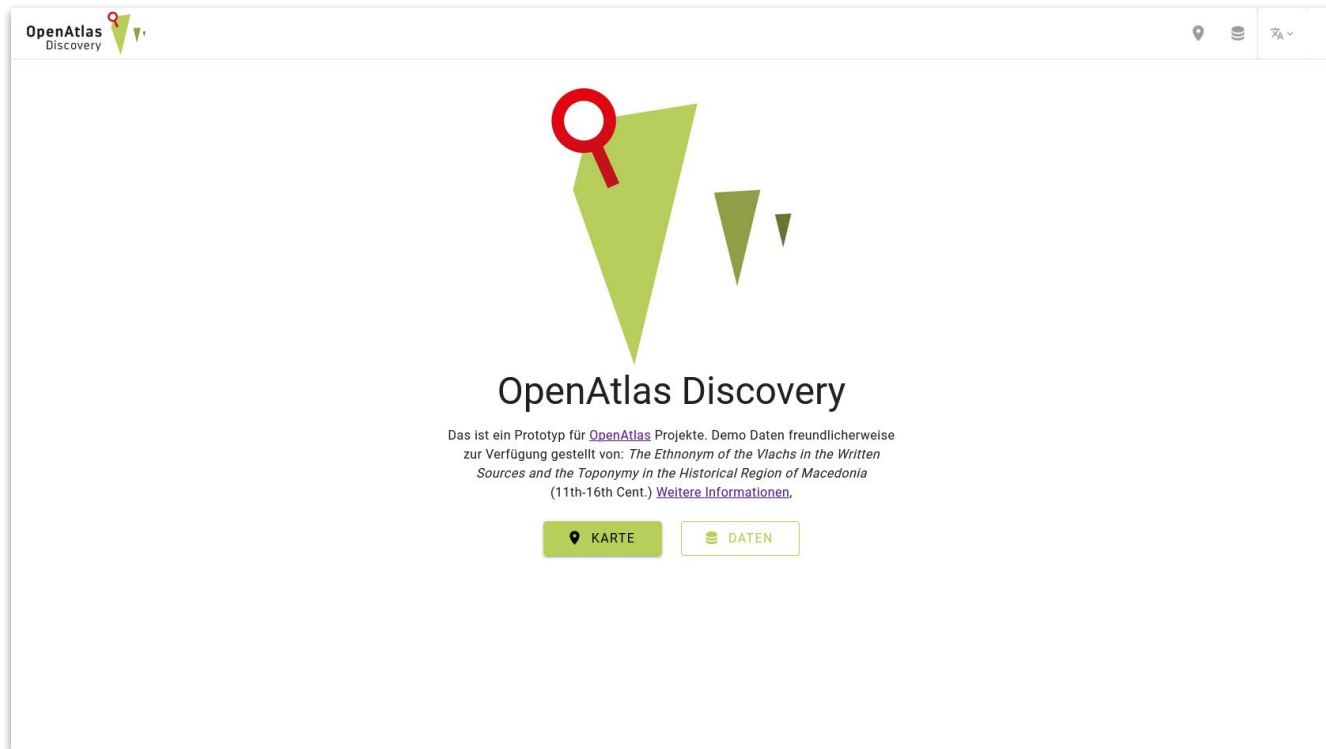 OpenAtlas
Discovery
OpenAtlas Discovery
Das ist ein Prototyp für OpenAtlas Projekte. Demo Daten freundlicherweise
zur Verfügung gestellt von: The Ethnonym of the Vlachs in the Written
Sources and the Toponymy in the Historical Region of Macedonia
(11th-16th Cent.) Weitere Informationen.
KARTE
DATEN